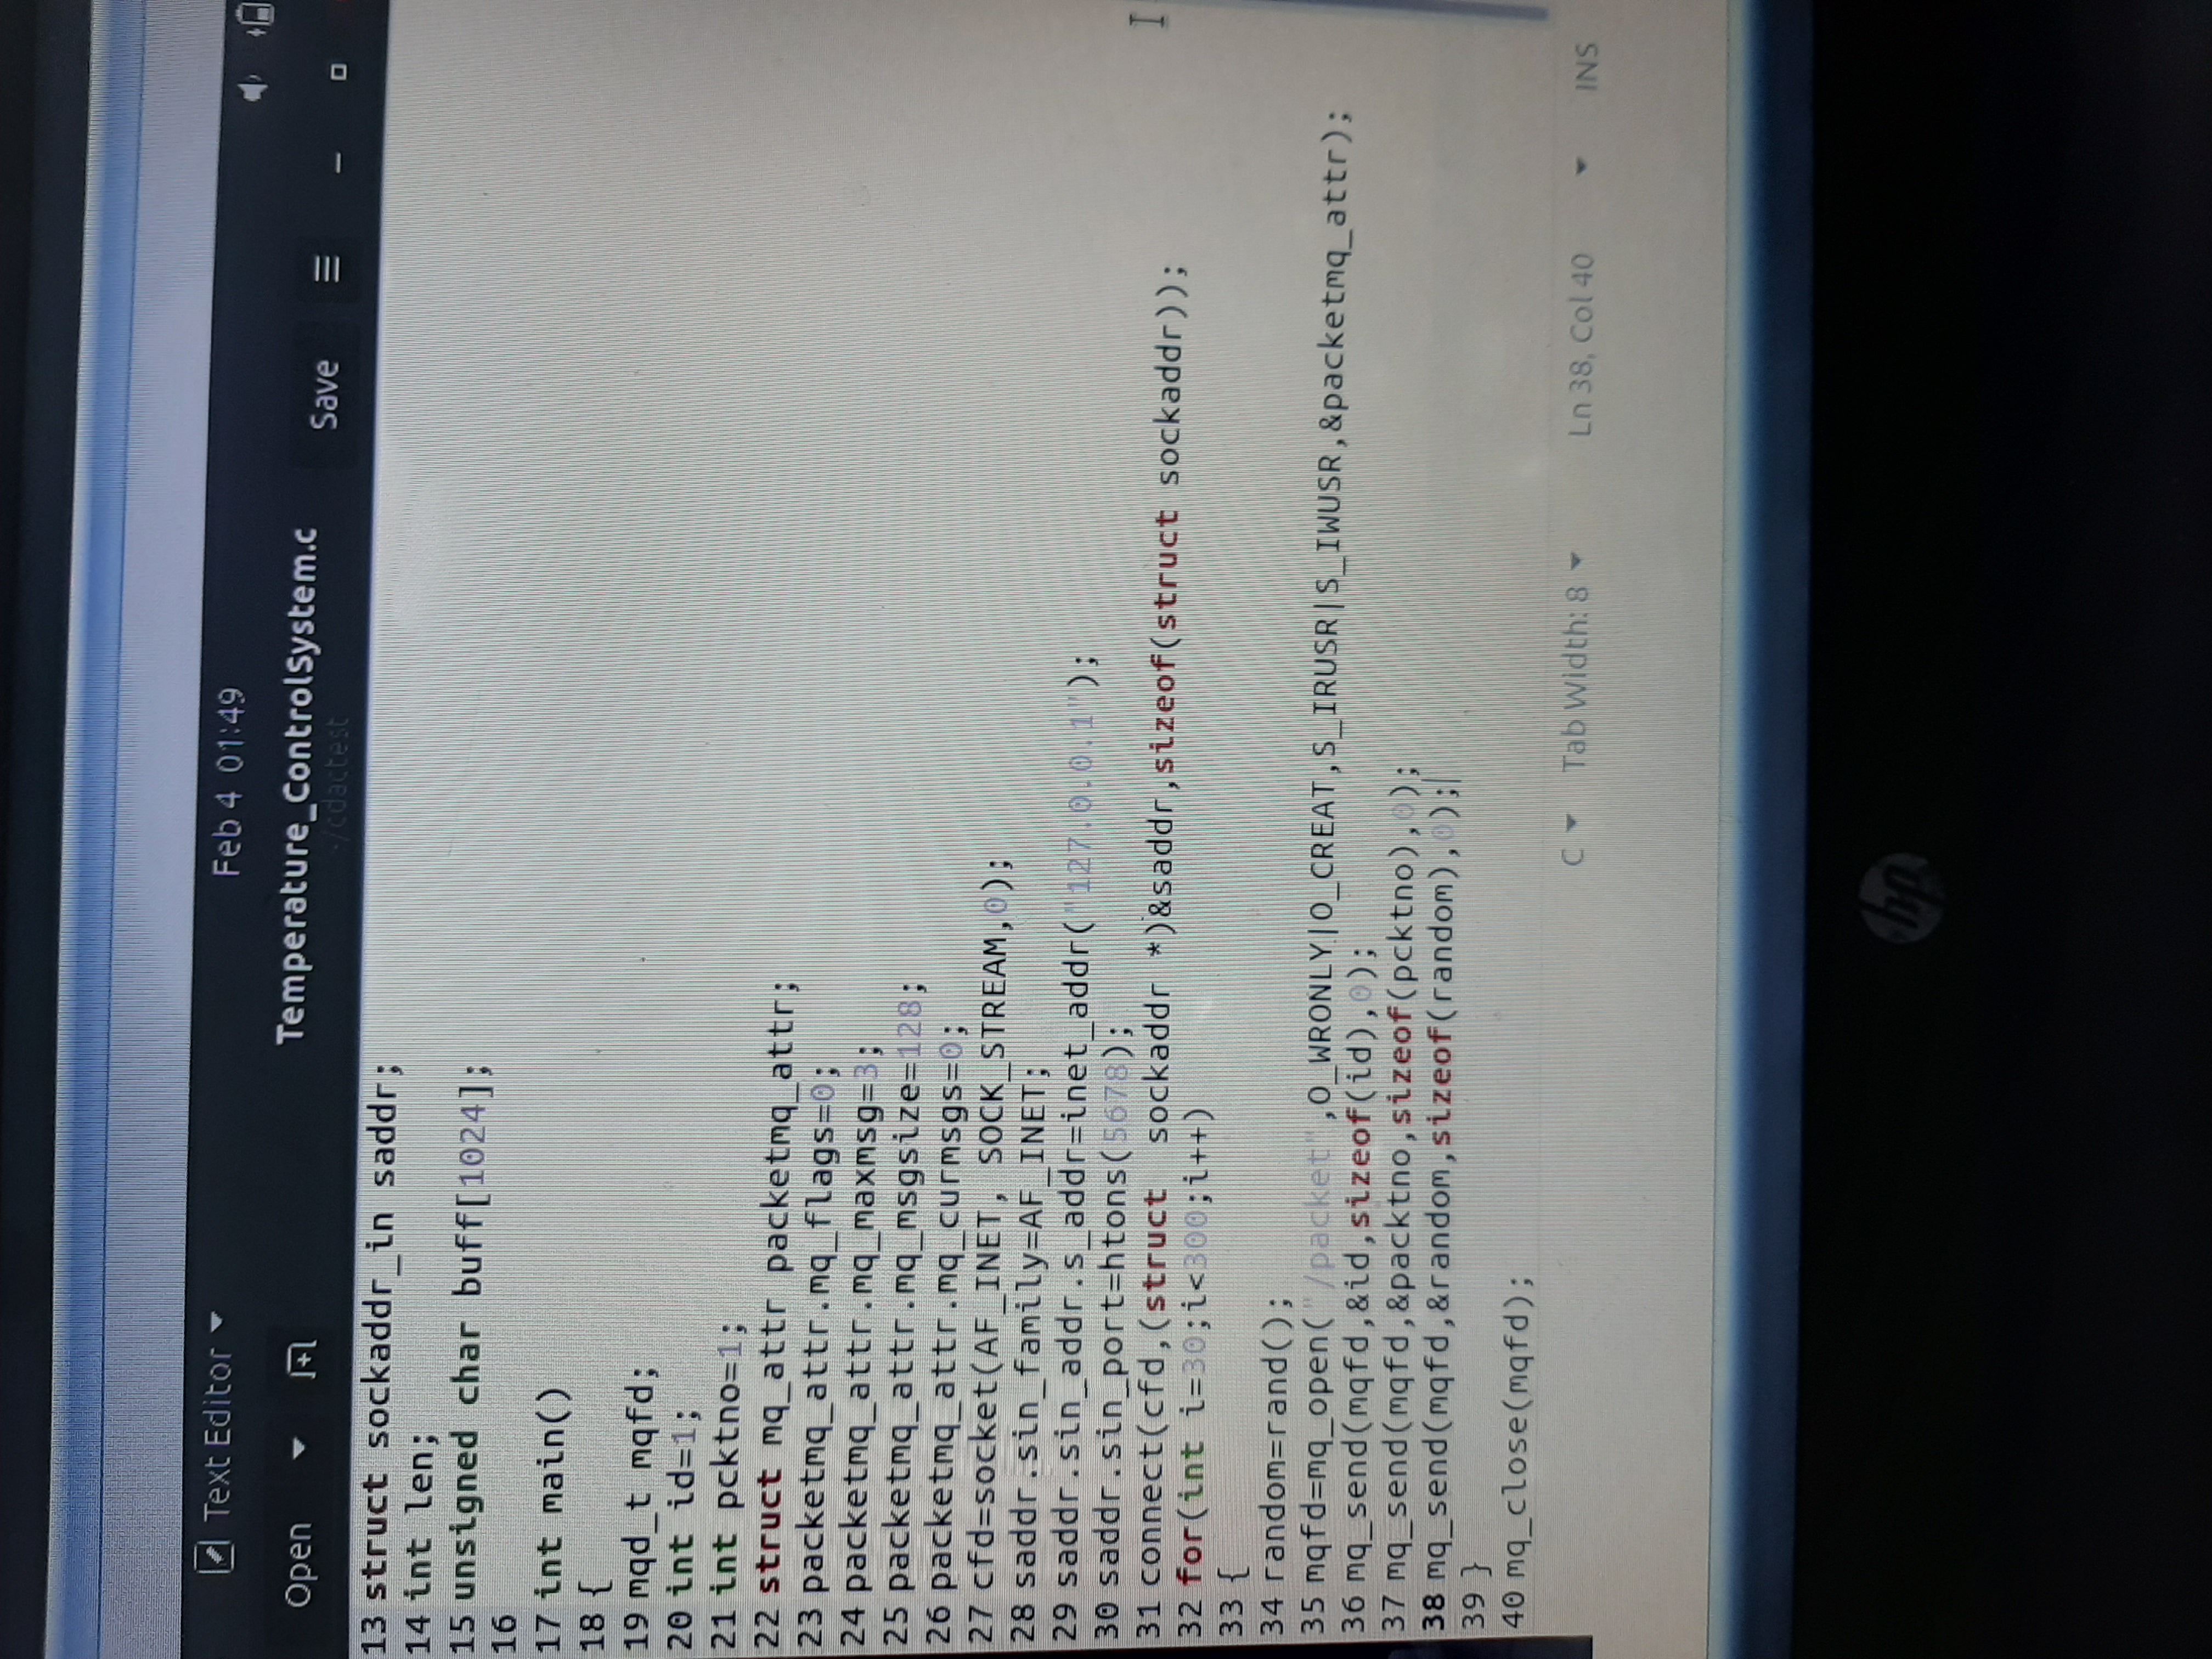 Text Editor
Feb 4 01:49
Open
Temperature_ControlSystem.c
~/cdactest
Save
13 struct sockaddr_in saddr;
14 int len;
15 unsigned char buff[1024];
16
17 int main()
18 {
19 mqd_t mqfd;
20 int id=1;
21 int pcktno=1;
22 struct mq_attr packetmq_attr;
23 packetmq_attr.mq_flags=0;
24 packetmq_attr.mq_maxmsg=3;
25 packetmq_attr.mq_msgsize=128;
26 packetmq_attr.mq_curmsgs=0;
27 cfd=socket(AF_INET, SOCK_STREAM,0);
28 saddr.sin_family=AF_INET;
29 saddr.sin_addr.s_addr=inet_addr("127.0.0.1");
30 saddr.sin_port=htons(5678);
31 connect(cfd,(struct  sockaddr *)&saddr,sizeof(struct sockaddr));
32 for(int i=30;i<300;i++)
33 {
34 random=rand();
35 mqfd=mq_open("/packet",O_WRONLY|O_CREAT,S_IRUSR|S_IWUSR,&packetmq_attr);
36 mq_send(mqfd,&id,sizeof(id),0);
37 mq_send(mqfd,&packtno,sizeof(pcktno),0);
38 mq_send(mqfd,&random,sizeof(random),0);
39 }
40 mq_close(mqfd);
C Tab Width: 8 Ln 38, Col 40 INS
hp